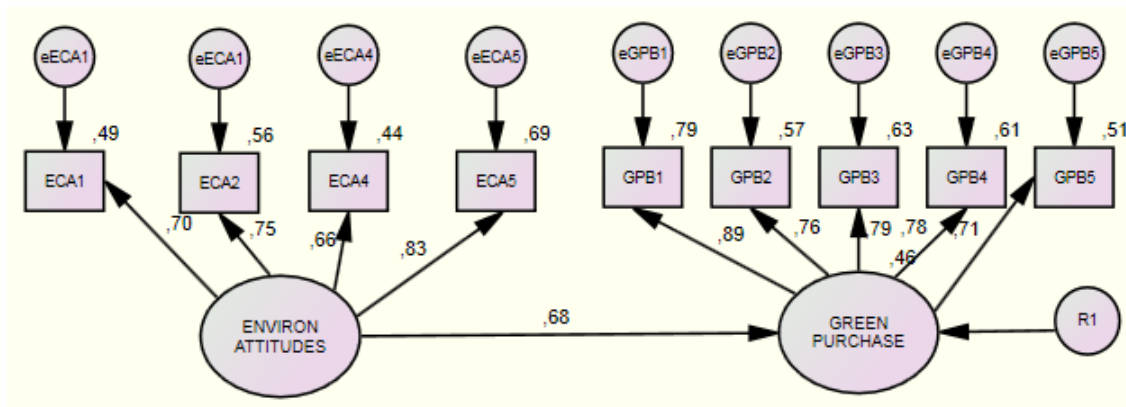 eECA1
eECA1
eECA4
eECA5
eGPB1
eGPB2
eGPB3
eGPB4
eGPB5
,49
,56
,44
,69
,79
,57
,63
,61
,51
ECA1
ECA2
ECA4
ECA5
GPB1
GPB2
GPB3
GPB4
GPB5
,70
,75
,66
,83
,89
,76
,79
,78
,71
,46
,68
ENVIRON
ATTITUDES
GREEN
PURCHASE
R1